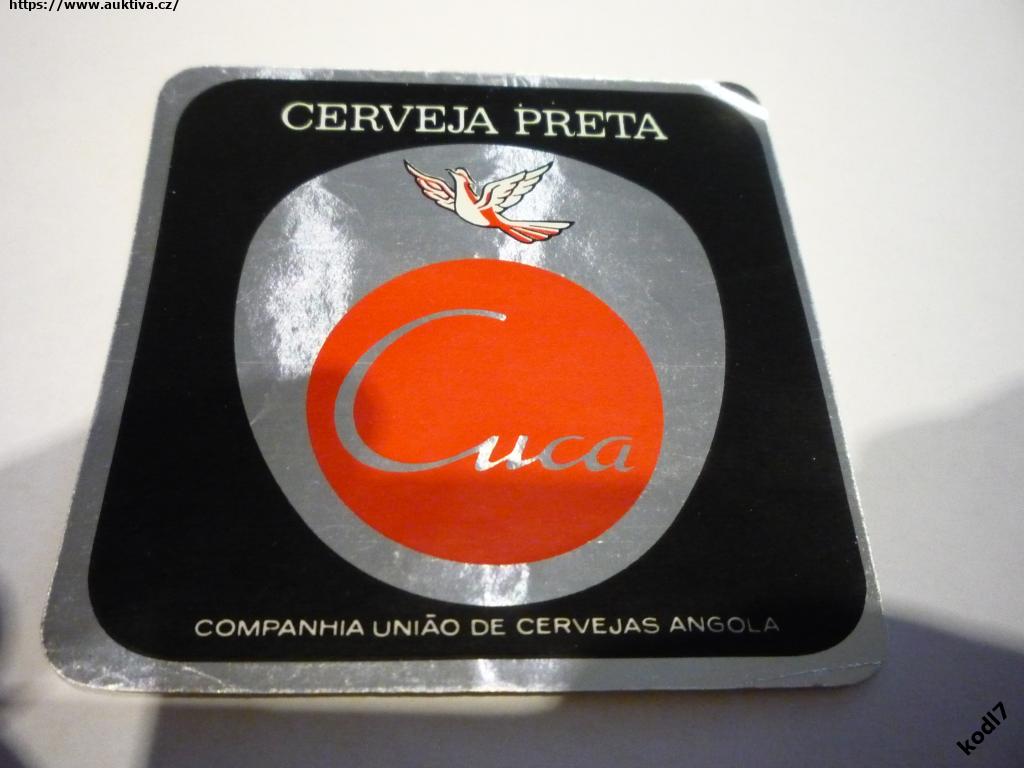 https://www.auktiva.cz/
CERVEJA PRETA
Cuca
COMPANHIA UNIÃO DE CERVEJAS ANGOLA
kodl7